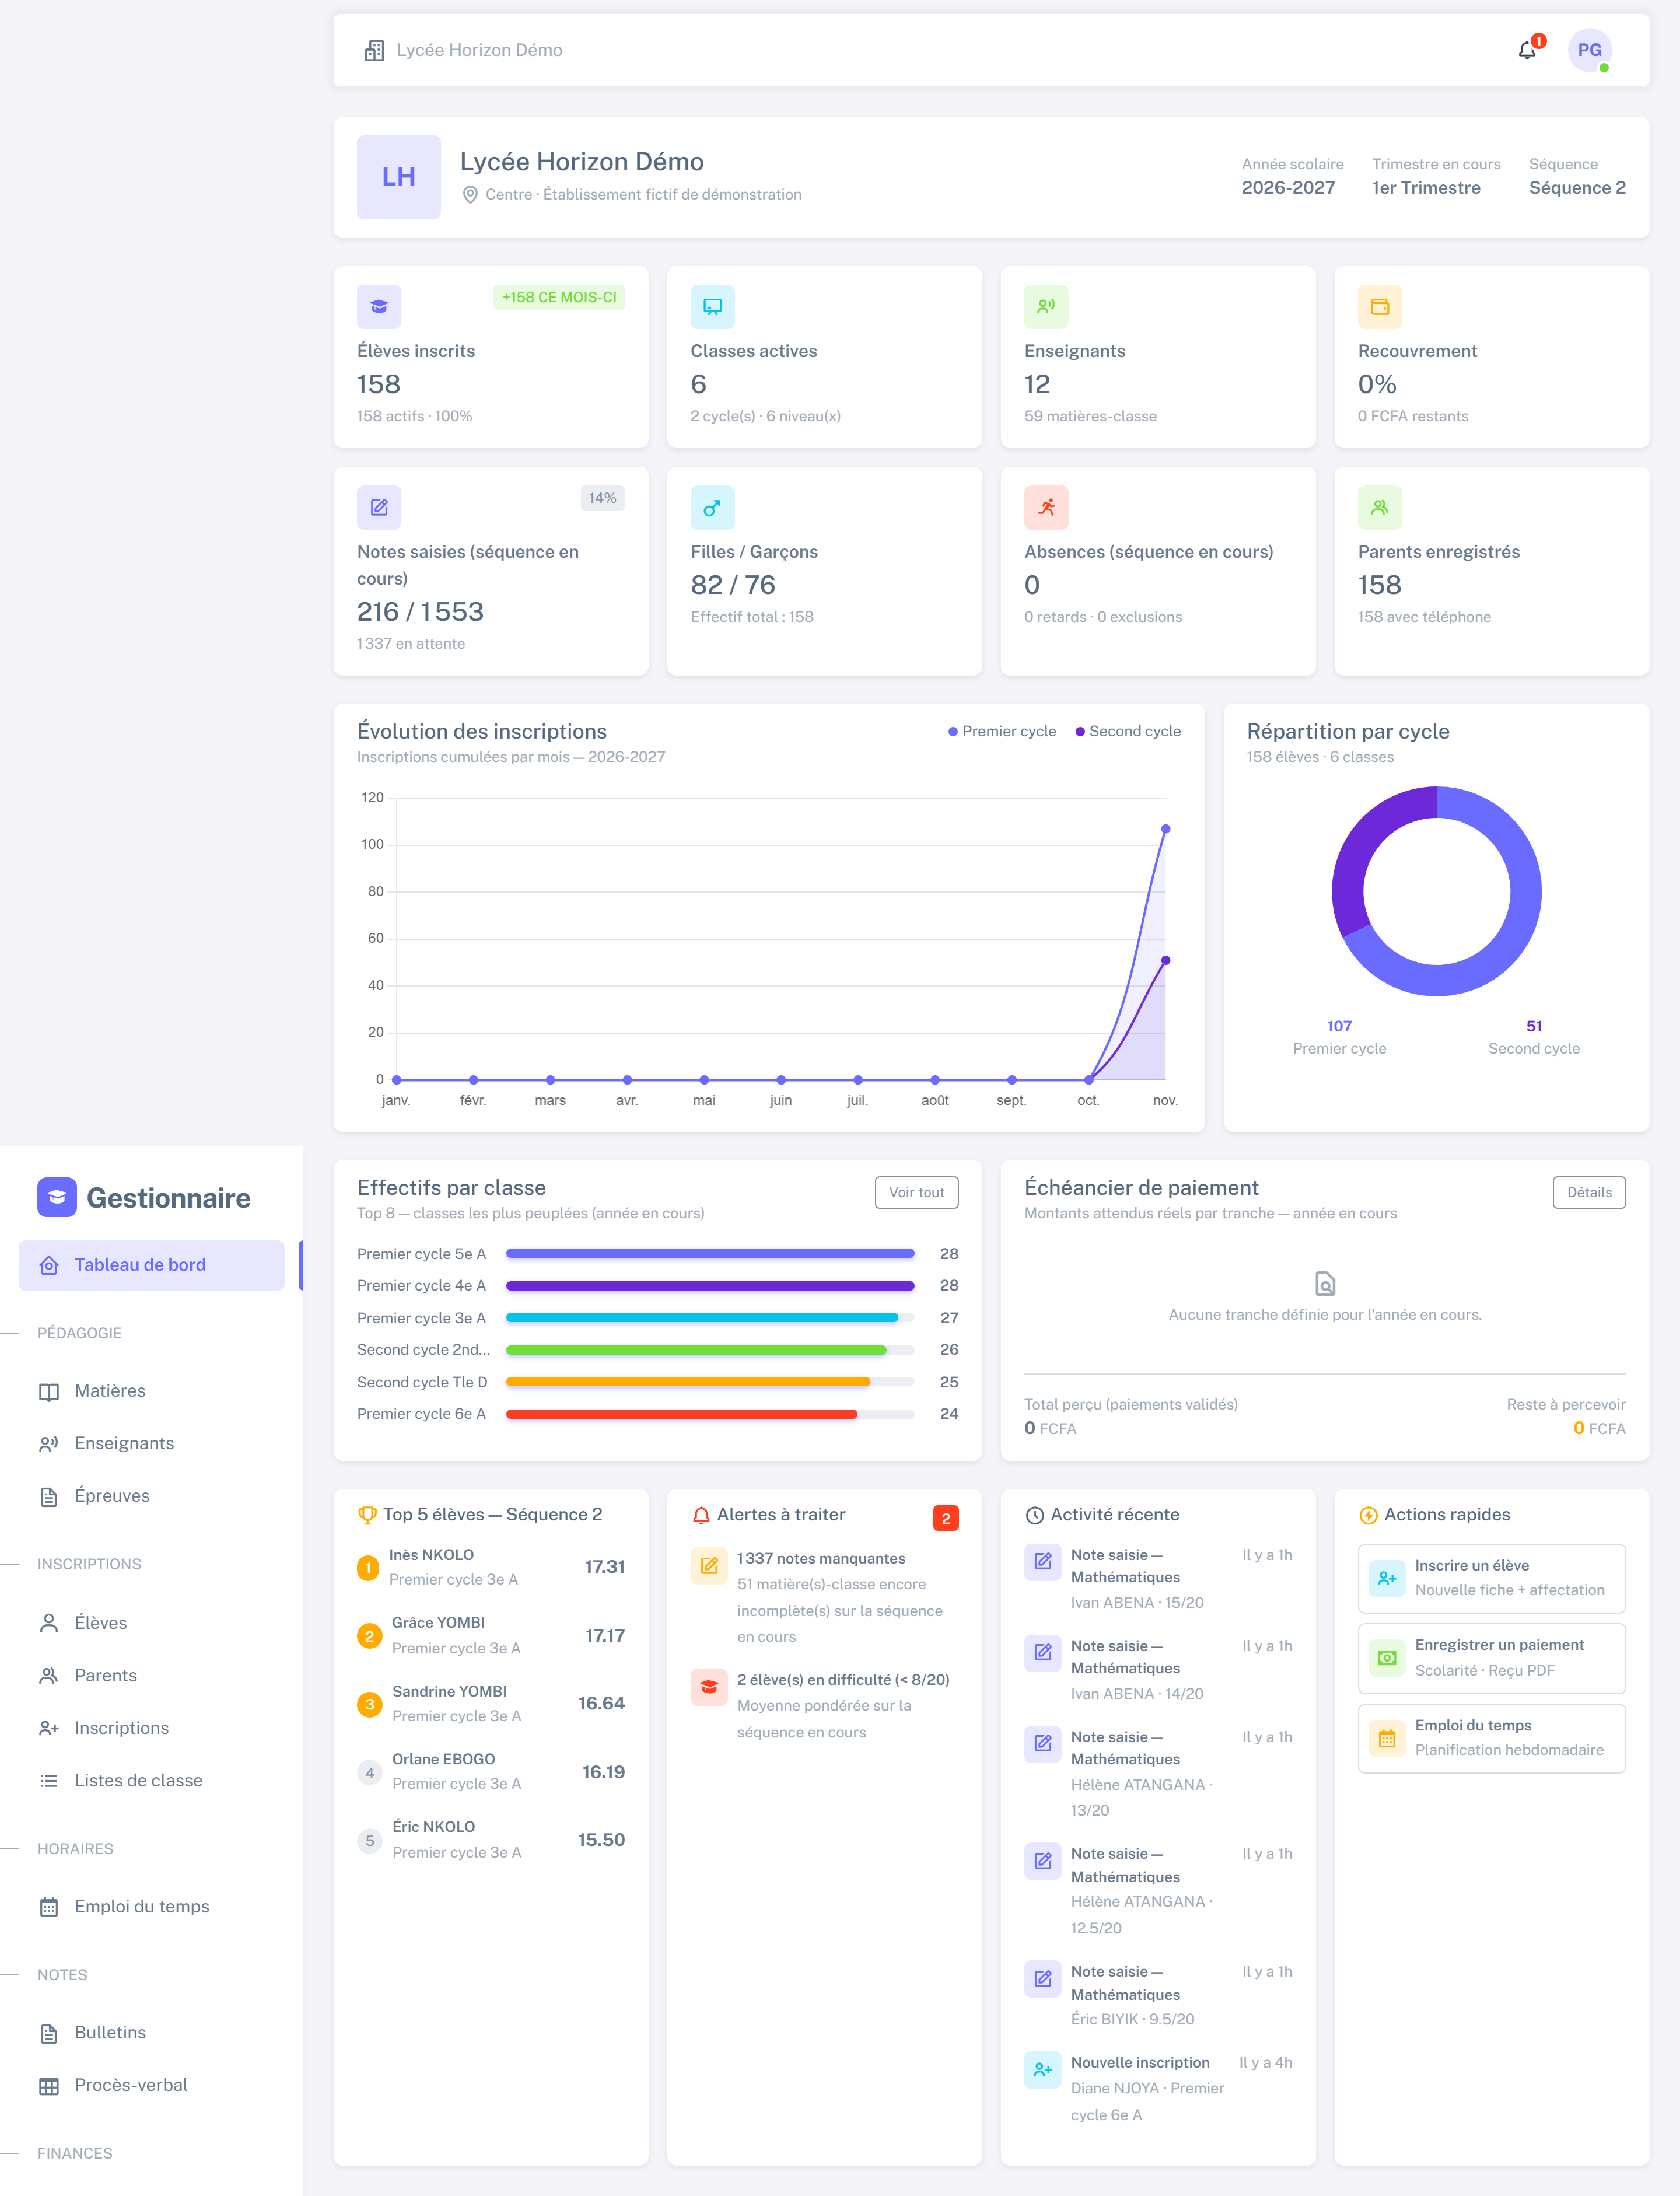 Lycée Horizon Démo
1
PG
LH
Lycée Horizon Démo
Centre · Établissement fictif de démonstration
Année scolaire
2026-2027
Trimestre en cours
1er Trimestre
Séquence
Séquence 2
+158 CE MOIS-CI
Élèves inscrits
158
158 actifs · 100%
Classes actives
6
2 cycle(s) · 6 niveau(x)
Enseignants
12
59 matières-classe
Recouvrement
0%
0 FCFA restants
14%
Notes saisies (séquence en
cours)
216 / 1 553
1 337 en attente
Filles / Garçons
82 / 76
Effectif total : 158
Absences (séquence en cours)
0
0 retards · 0 exclusions
Parents enregistrés
158
158 avec téléphone
Évolution des inscriptions
Inscriptions cumulées par mois — 2026-2027
Premier cycle
Second cycle
120
100
80
60
40
20
0
janv.
févr.
mars
avr.
mai
juin
juil.
août
sept.
oct.
nov.
Répartition par cycle
158 élèves · 6 classes
107
Premier cycle
51
Second cycle
Gestionnaire
Tableau de bord
PÉDAGOGIE
Matières
Enseignants
Épreuves
INSCRIPTIONS
Élèves
Parents
Inscriptions
Listes de classe
HORAIRES
Emploi du temps
NOTES
Bulletins
Procès-verbal
FINANCES
Effectifs par classe
Top 8 — classes les plus peuplées (année en cours)
Voir tout
Premier cycle 5e A
28
Premier cycle 4e A
28
Premier cycle 3e A
27
Second cycle 2nd...
26
Second cycle Tle D
25
Premier cycle 6e A
24
Échéancier de paiement
Montants attendus réels par tranche — année en cours
Détails
Aucune tranche définie pour l'année en cours.
Total perçu (paiements validés)
0 FCFA
Reste à percevoir
0 FCFA
Top 5 élèves — Séquence 2
1
Inès NKOLO
Premier cycle 3e A
17.31
2
Grâce YOMBI
Premier cycle 3e A
17.17
3
Sandrine YOMBI
Premier cycle 3e A
16.64
4
Orlane EBOGO
Premier cycle 3e A
16.19
5
Éric NKOLO
Premier cycle 3e A
15.50
Alertes à traiter
2
1 337 notes manquantes
51 matière(s)-classe encore
incomplète(s) sur la séquence
en cours
2 élève(s) en difficulté (< 8/20)
Moyenne pondérée sur la
séquence en cours
Activité récente
Note saisie —
Mathématiques
Ivan ABENA · 15/20
Il y a 1h
Note saisie —
Mathématiques
Ivan ABENA · 14/20
Il y a 1h
Note saisie —
Mathématiques
Hélène ATANGANA ·
13/20
Il y a 1h
Note saisie —
Mathématiques
Hélène ATANGANA ·
12.5/20
Il y a 1h
Note saisie —
Mathématiques
Éric BIYIK · 9.5/20
Il y a 1h
Nouvelle inscription
Diane NJOYA · Premier
cycle 6e A
Il y a 4h
Actions rapides
Inscrire un élève
Nouvelle fiche + affectation
Enregistrer un paiement
Scolarité · Reçu PDF
Emploi du temps
Planification hebdomadaire